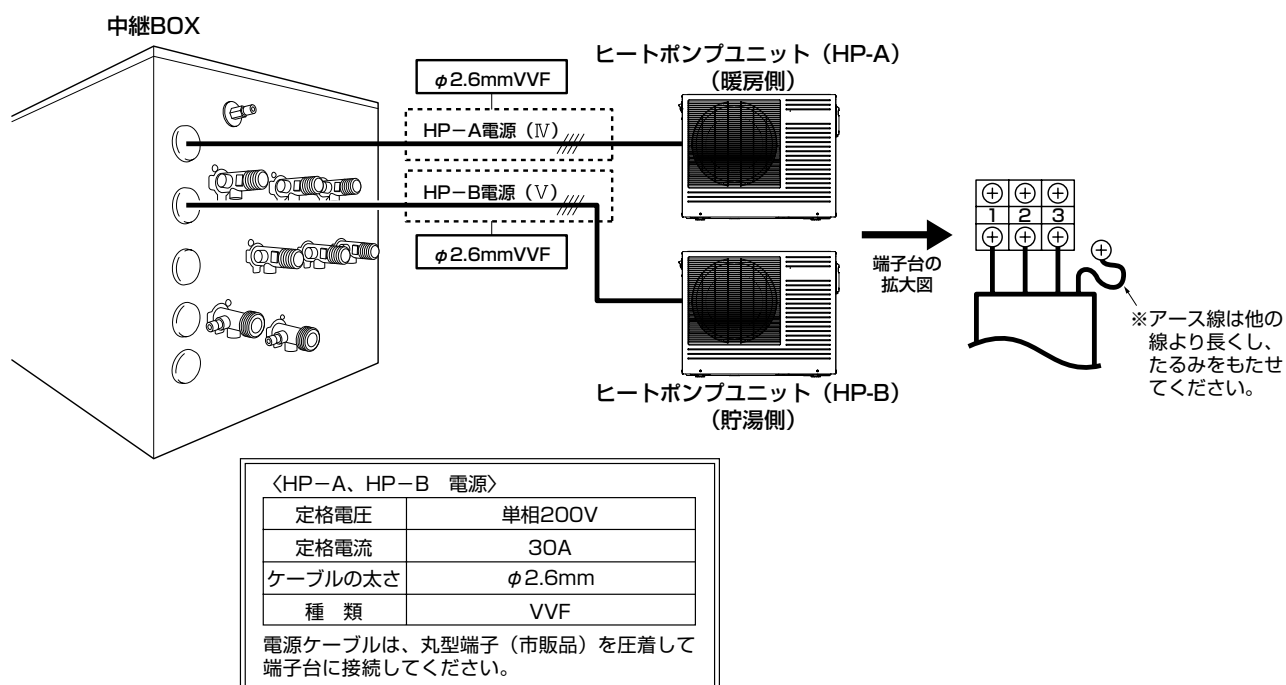 中継BOX
φ2.6mmVVF
ヒートポンプユニット（HP-A）
（暖房側）
HP－A電源（Ⅳ）
HP－B電源（Ⅴ）
φ2.6mmVVF
1 2 3
端子台の
拡大図
※アース線は他の
線より長くし、
たるみをもたせ
てください。
ヒートポンプユニット（HP-B）
（貯湯側）
〈HP－A、HP－B　電源〉
定格電圧 単相200V
定格電流 30A
ケーブルの太さ φ2.6mm
種　類 VVF
電源ケーブルは、丸型端子（市販品）を圧着して
端子台に接続してください。